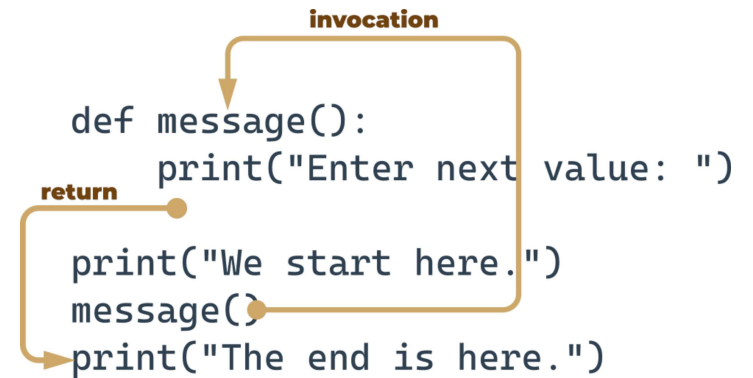 invocation
def message():
    print("Enter next value: ")
return
print("We start here.")
message()
print("The end is here.")